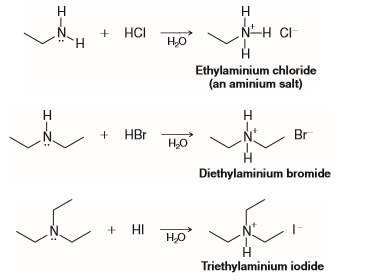 H
N H + HCl H₂O H N⁺—H Cl⁻ H
Ethylaminium chloride
(an aminium salt)
H
N + HBr H₂O H N⁺ Br⁻ H
Diethylaminium bromide
N + HI H₂O N⁺ I⁻ H
Triethylaminium iodide